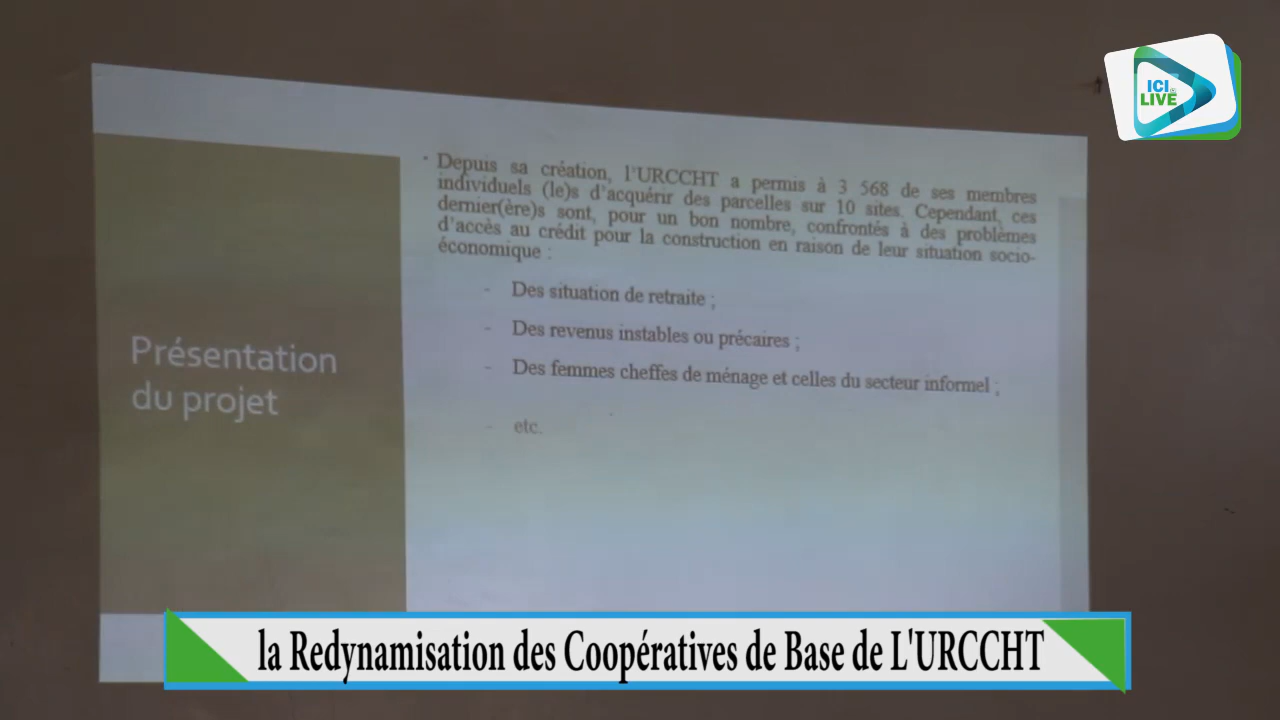 ICI
LIVE
- Depuis sa création, l'URCCHT a permis à 3 568 de ses membres
individuels (le)s d'acquérir des parcelles sur 10 sites. Cependant, ces
dernier(ère)s sont, pour un bon nombre, confrontés à des problèmes
d'accès au crédit pour la construction en raison de leur situation socio-
économique :
- Des situation de retraite ;
- Des revenus instables ou précaires ;
- Des femmes cheffes de ménage et celles du secteur informel ;
- etc.
Présentation
du projet
la Redynamisation des Coopératives de Base de L'URCCHT